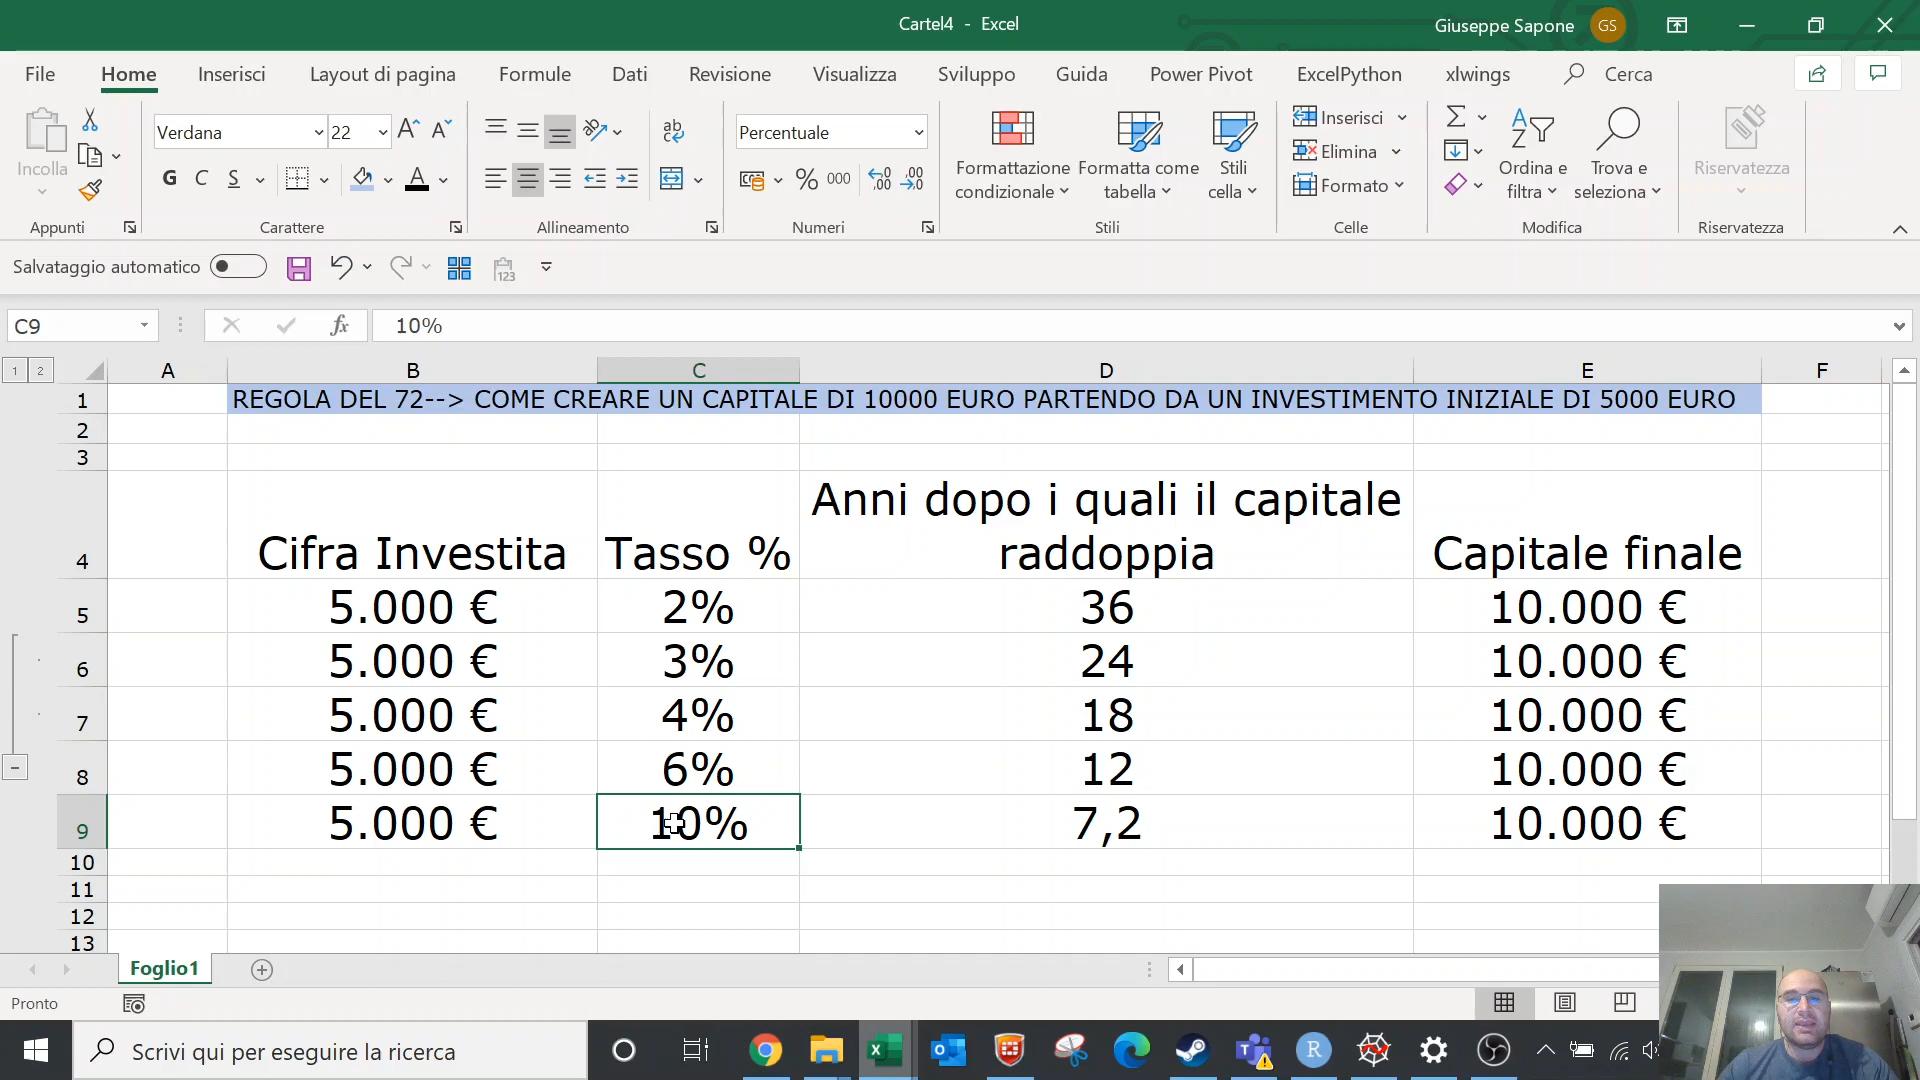 Cartel4 - Excel
Giuseppe Sapone GS
File Home Inserisci Layout di pagina Formule Dati Revisione Visualizza Sviluppo Guida Power Pivot ExcelPython xlwings Cerca
Incolla
Verdana 22
G C S
ab
Percentuale
% 000
Formattazione condizionale
Formatta come tabella
Stili cella
Inserisci
Elimina
Formato
Ordina e filtra
Trova e seleziona
Riservatezza
Appunti Carattere Allineamento Numeri Stili Celle Modifica Riservatezza
Salvataggio automatico
C9 fx 10%
1 2
A B C D E F
1 REGOLA DEL 72--> COME CREARE UN CAPITALE DI 10000 EURO PARTENDO DA UN INVESTIMENTO INIZIALE DI 5000 EURO
2
3
4 Cifra Investita Tasso % Anni dopo i quali il capitale raddoppia Capitale finale
5 5.000 € 2% 36 10.000 €
6 5.000 € 3% 24 10.000 €
7 5.000 € 4% 18 10.000 €
8 5.000 € 6% 12 10.000 €
9 5.000 € 10% 7,2 10.000 €
10
11
12
13
Foglio1
Pronto
Scrivi qui per eseguire la ricerca